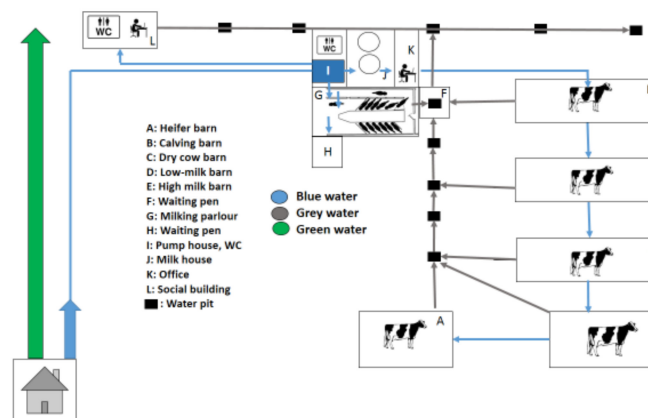 WC
L
WC
K
I
J
G
F
H
A: Heifer barn
B: Calving barn
C: Dry cow barn
D: Low-milk barn
E: High milk barn
F: Waiting pen
G: Milking parlour
H: Waiting pen
I: Pump house, WC
J: Milk house
K: Office
L: Social building
: Water pit
Blue water
Grey water
Green water
A